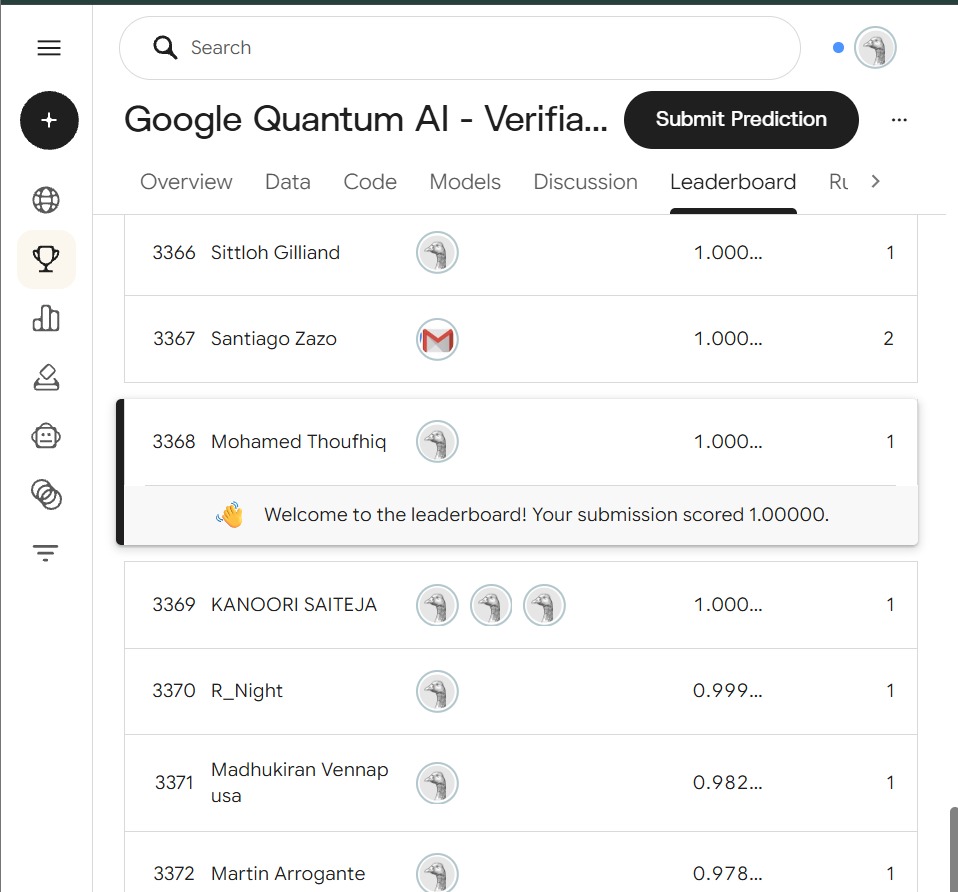 Search
Google Quantum AI - Verifia...
Submit Prediction
...
Overview Data Code Models Discussion Leaderboard Ru
3366 Sittloh Gilliand 1.000... 1
3367 Santiago Zazo 1.000... 2
3368 Mohamed Thoufhiq 1.000... 1
👋 Welcome to the leaderboard! Your submission scored 1.00000.
3369 KANOORI SAITEJA 1.000... 1
3370 R_Night 0.999... 1
3371 Madhukiran Vennap 0.982... 1
usa
3372 Martin Arrogante 0.978... 1